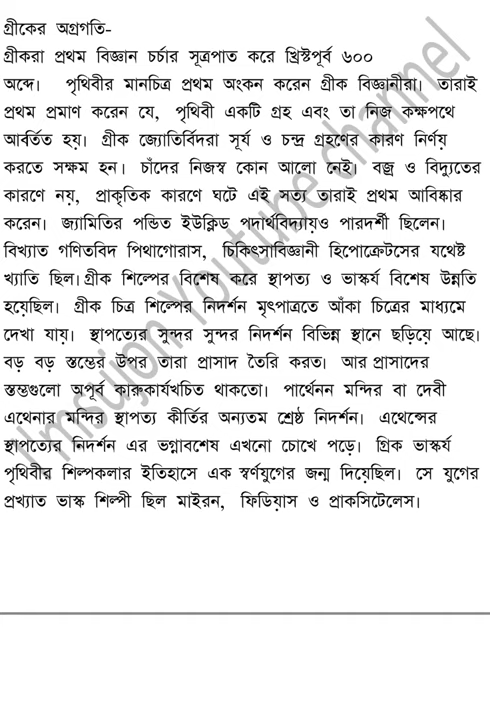 গ্রীকের অগ্রগতি-
গ্রীকরা প্রথম বিজ্ঞান চর্চার সূত্রপাত করে খ্রিস্টপূর্ব ৬০০
অব্দে। পৃথিবীর মানচিত্র প্রথম অংকন করেন গ্রীক বিজ্ঞানীরা। তারাই
প্রথম প্রমাণ করেন যে, পৃথিবী একটি গ্রহ এবং তা নিজ কক্ষপথে
আবর্তিত হয়। গ্রীক জ্যোতির্বিদরা সূর্য ও চন্দ্র গ্রহণের কারণ নির্ণয়
করতে সক্ষম হন। চাঁদের নিজস্ব কোন আলো নেই। বজ্র ও বিদ্যুতের
কারণে নয়, প্রাকৃতিক কারণে ঘটে এই সত্য তারাই প্রথম আবিষ্কার
করেন। জ্যামিতির পন্ডিত ইউক্লিড পদার্থবিদ্যায়ও পারদর্শী ছিলেন।
বিখ্যাত গণিতবিদ পিথাগোরাস, চিকিৎসাবিজ্ঞানী হিপোক্রেটসের যথেষ্ট
খ্যাতি ছিল।গ্রীক শিল্পের বিশেষ করে স্থাপত্য ও ভাস্কর্য বিশেষ উন্নতি
হয়েছিল। গ্রীক চিত্র শিল্পের নিদর্শন মৃৎপাত্রতে আঁকা চিত্রের মাধ্যমে
দেখা যায়। স্থাপত্যের সুন্দর সুন্দর নিদর্শন বিভিন্ন স্থানে ছড়িয়ে আছে।
বড় বড় স্তম্ভের উপর তারা প্রাসাদ তৈরি করত। আর প্রাসাদের
স্তম্ভগুলো অপূর্ব কারুকার্যখচিত থাকতো। পার্থেনন মন্দির বা দেবী
এথেনার মন্দির স্থাপত্য কীর্তির অন্যতম শ্রেষ্ঠ নিদর্শন। এথেন্সের
স্থাপত্যের নিদর্শন এর ভগ্নাবশেষ এখনো চোখে পড়ে। গ্রিক ভাস্কর্য
পৃথিবীর শিল্পকলার ইতিহাসে এক স্বর্ণযুগের জন্ম দিয়েছিল। সে যুগের
প্রখ্যাত ভাস্ক শিল্পী ছিল মাইরন, ফিডিয়াস ও প্রাকসিটেলেস।